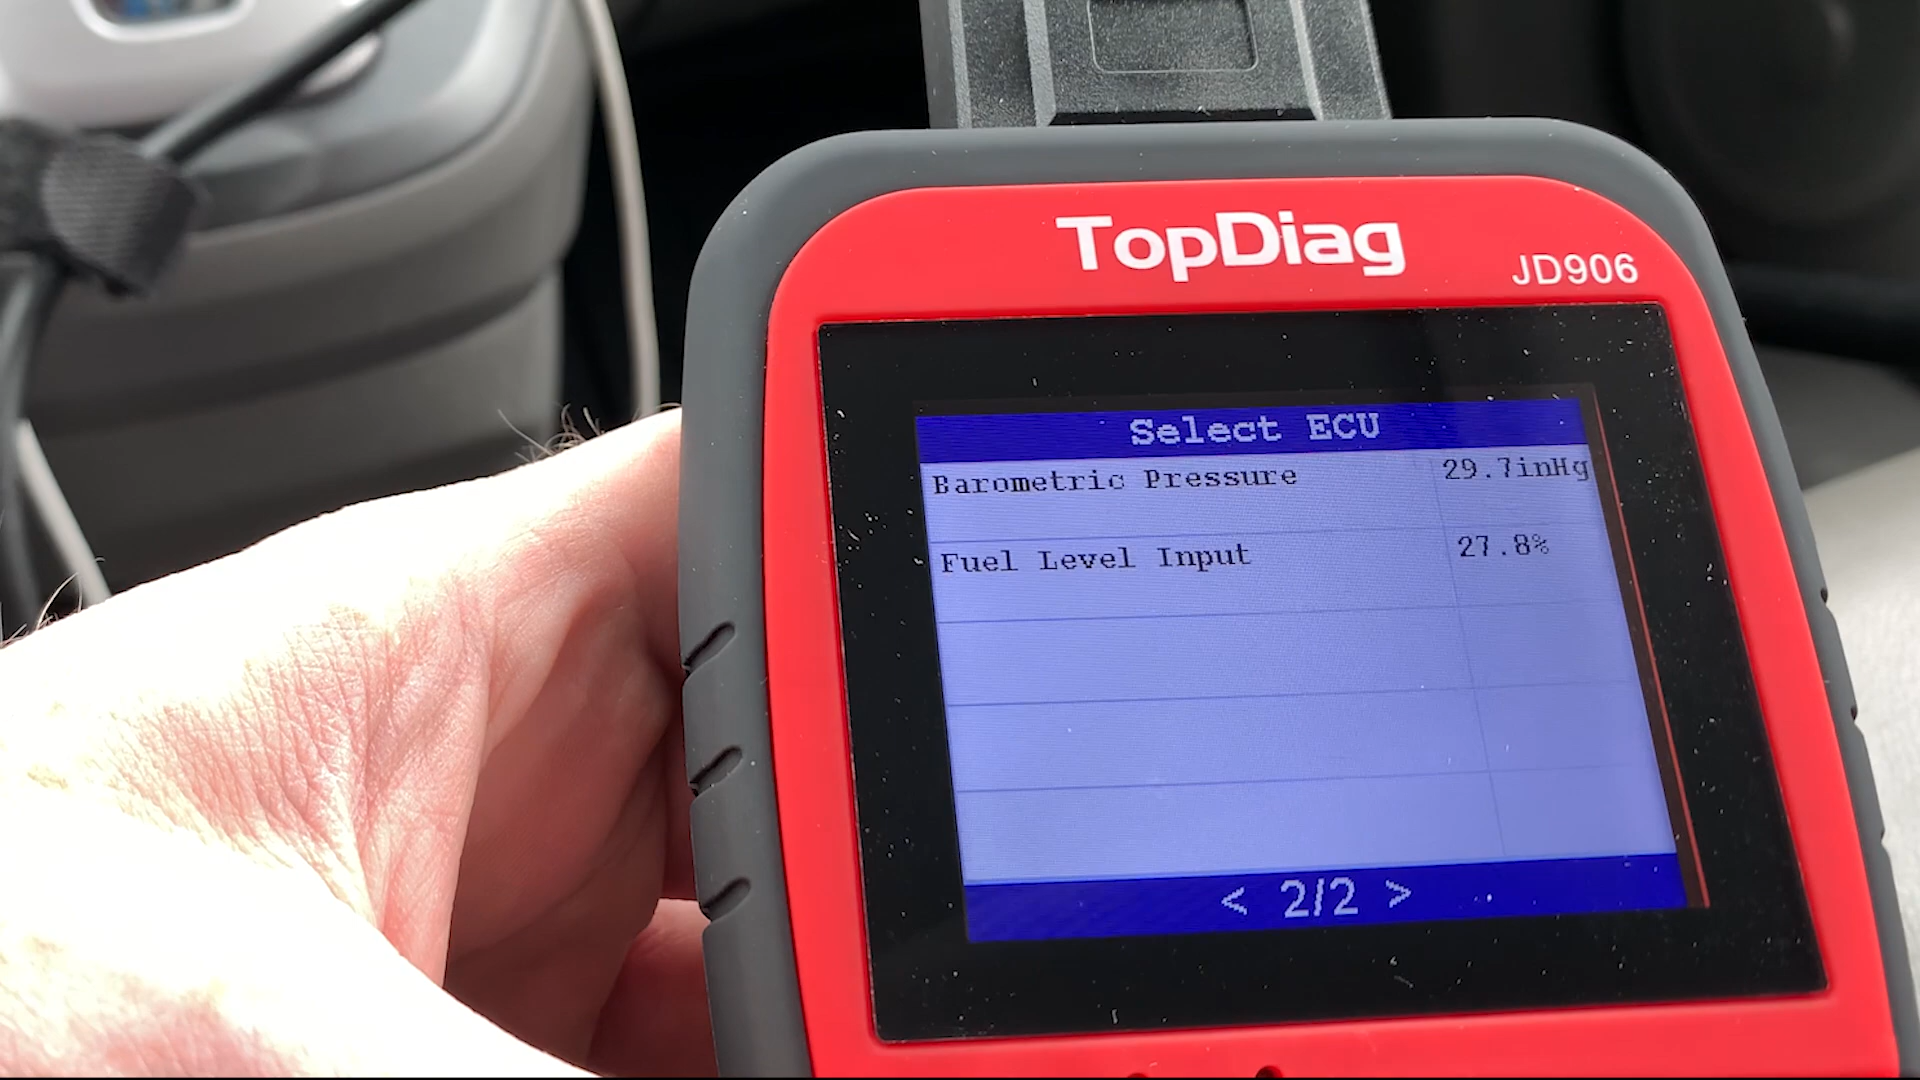 TopDiag
JD906
Select ECU
Barometric Pressure 29.7inHg
Fuel Level Input 27.8%
< 2/2 >